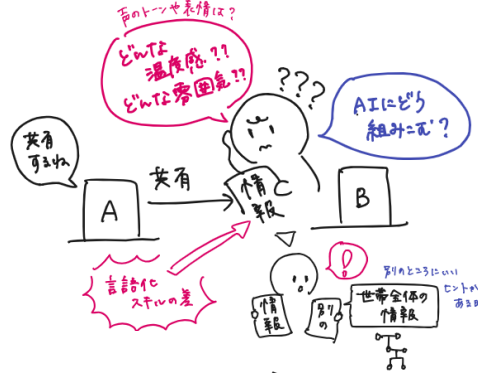 声のトーンや表情は?
どんな
温度感??
どんな雰囲気??
???
AIにどう
組みこむ?
共有
するね
共有
A
情
報
B
言語化
スキルの差
!
別のところにいい
ヒントが
ある
情
報
別の
世帯全体の
情報